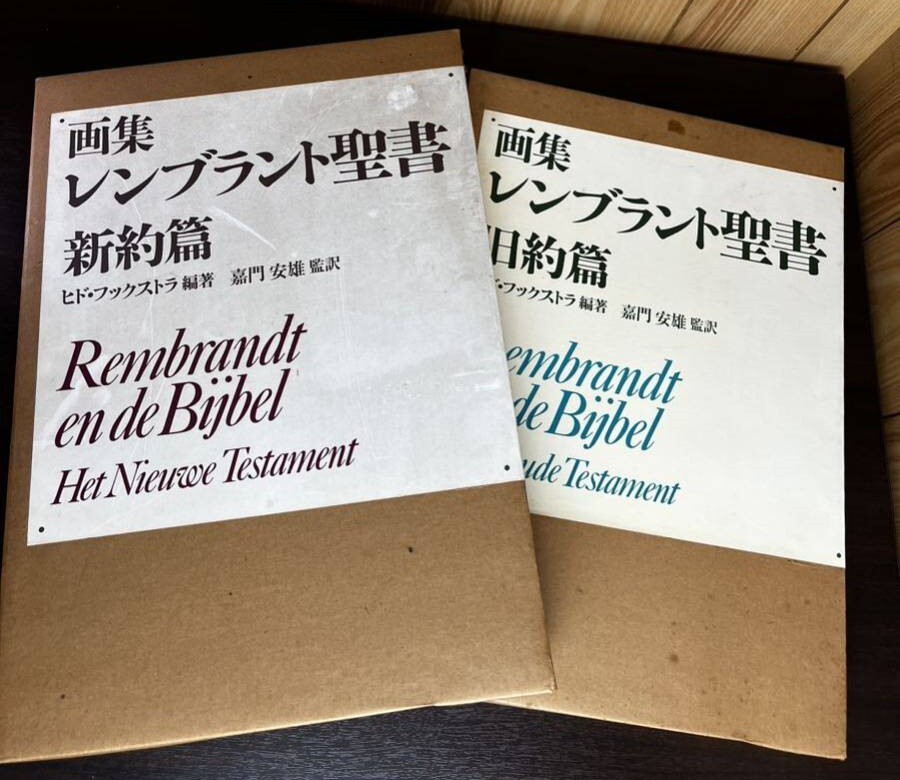 画集
レンブラント聖書
新約篇
ヒド・フックストラ 編著 嘉門 安雄 監訳
Rembrandt
en de Bijbel
Het Nieuwe Testament
画集
レンブラント聖書
旧約篇
フックストラ 編著 嘉門 安雄 監訳
embrandt
de Bijbel
ude Testament